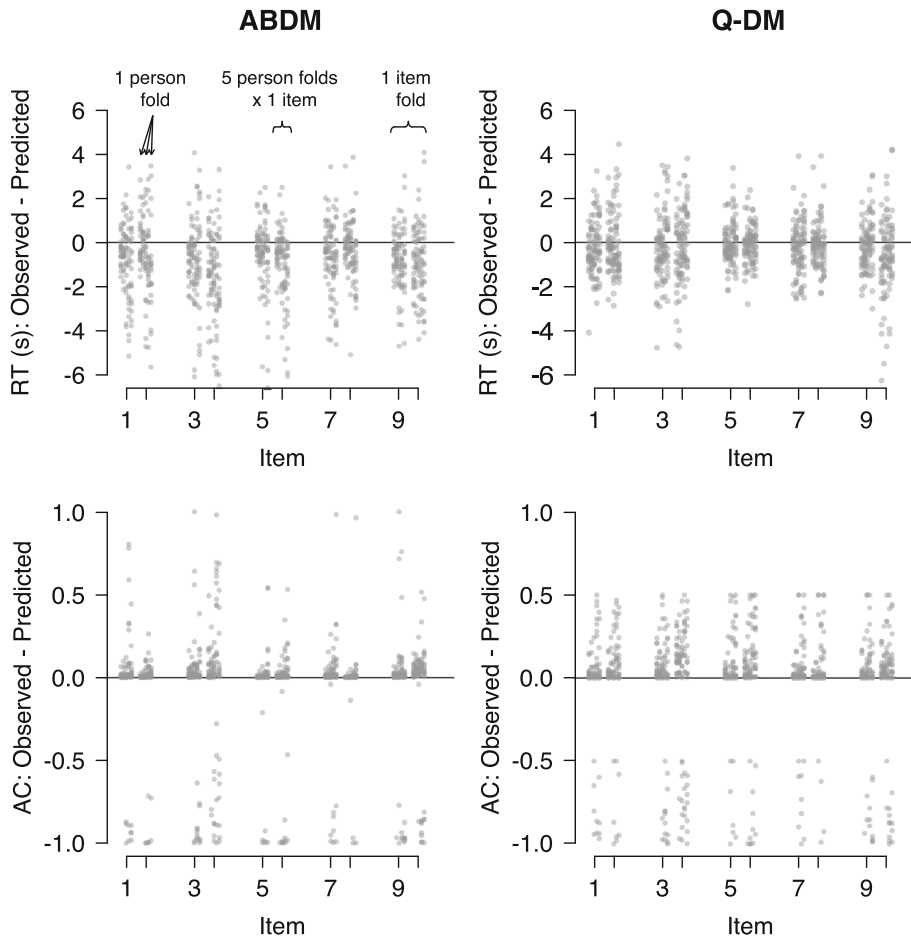 ABDM
Q-DM
1 person
fold
5 person folds
x 1 item
1 item
fold
RT (s): Observed - Predicted
6
4
2
0
-2
-4
-6
1 3 5 7 9
Item
RT (s): Observed - Predicted
6
4
2
0
-2
-4
-6
1 3 5 7 9
Item
AC: Observed - Predicted
1.0
0.5
0.0
-0.5
-1.0
1 3 5 7 9
Item
AC: Observed - Predicted
1.0
0.5
0.0
-0.5
-1.0
1 3 5 7 9
Item